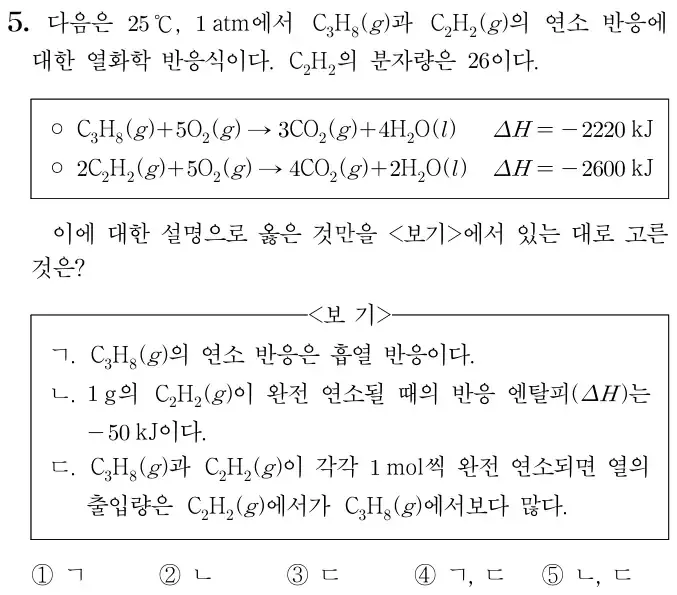 5. 다음은 25℃, 1 atm에서 C₃H₈(g)과 C₂H₂(g)의 연소 반응에
대한 열화학 반응식이다. C₂H₂의 분자량은 26이다.
○ C₃H₈(g)+5O₂(g) → 3CO₂(g)+4H₂O(l) ΔH = −2220 kJ
○ 2C₂H₂(g)+5O₂(g) → 4CO₂(g)+2H₂O(l) ΔH = −2600 kJ
이에 대한 설명으로 옳은 것만을 <보기>에서 있는 대로 고른
것은?
<보 기>
ㄱ. C₃H₈(g)의 연소 반응은 흡열 반응이다.
ㄴ. 1 g의 C₂H₂(g)이 완전 연소될 때의 반응 엔탈피(ΔH)는
−50 kJ이다.
ㄷ. C₃H₈(g)과 C₂H₂(g)이 각각 1 mol씩 완전 연소되면 열의
출입량은 C₂H₂(g)에서가 C₃H₈(g)에서보다 많다.
① ㄱ ② ㄴ ③ ㄷ ④ ㄱ, ㄷ ⑤ ㄴ, ㄷ